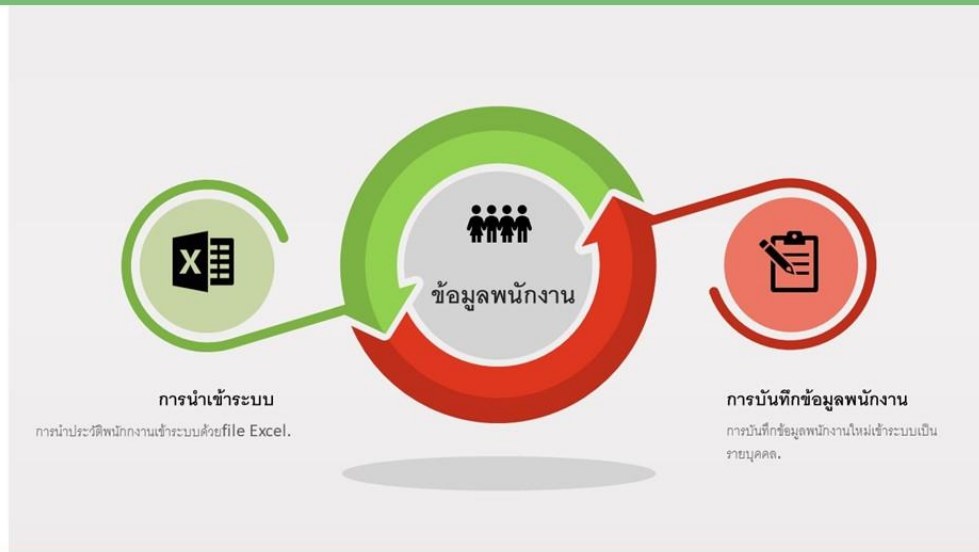 X
ข้อมูลพนักงาน
การนำเข้าระบบ
การนำประวัติพนักกงานเข้าระบบด้วยfile Excel.
การบันทึกข้อมูลพนักงาน
การบันทึกข้อมูลพนักงานใหม่เข้าระบบเป็น
รายบุคคล.